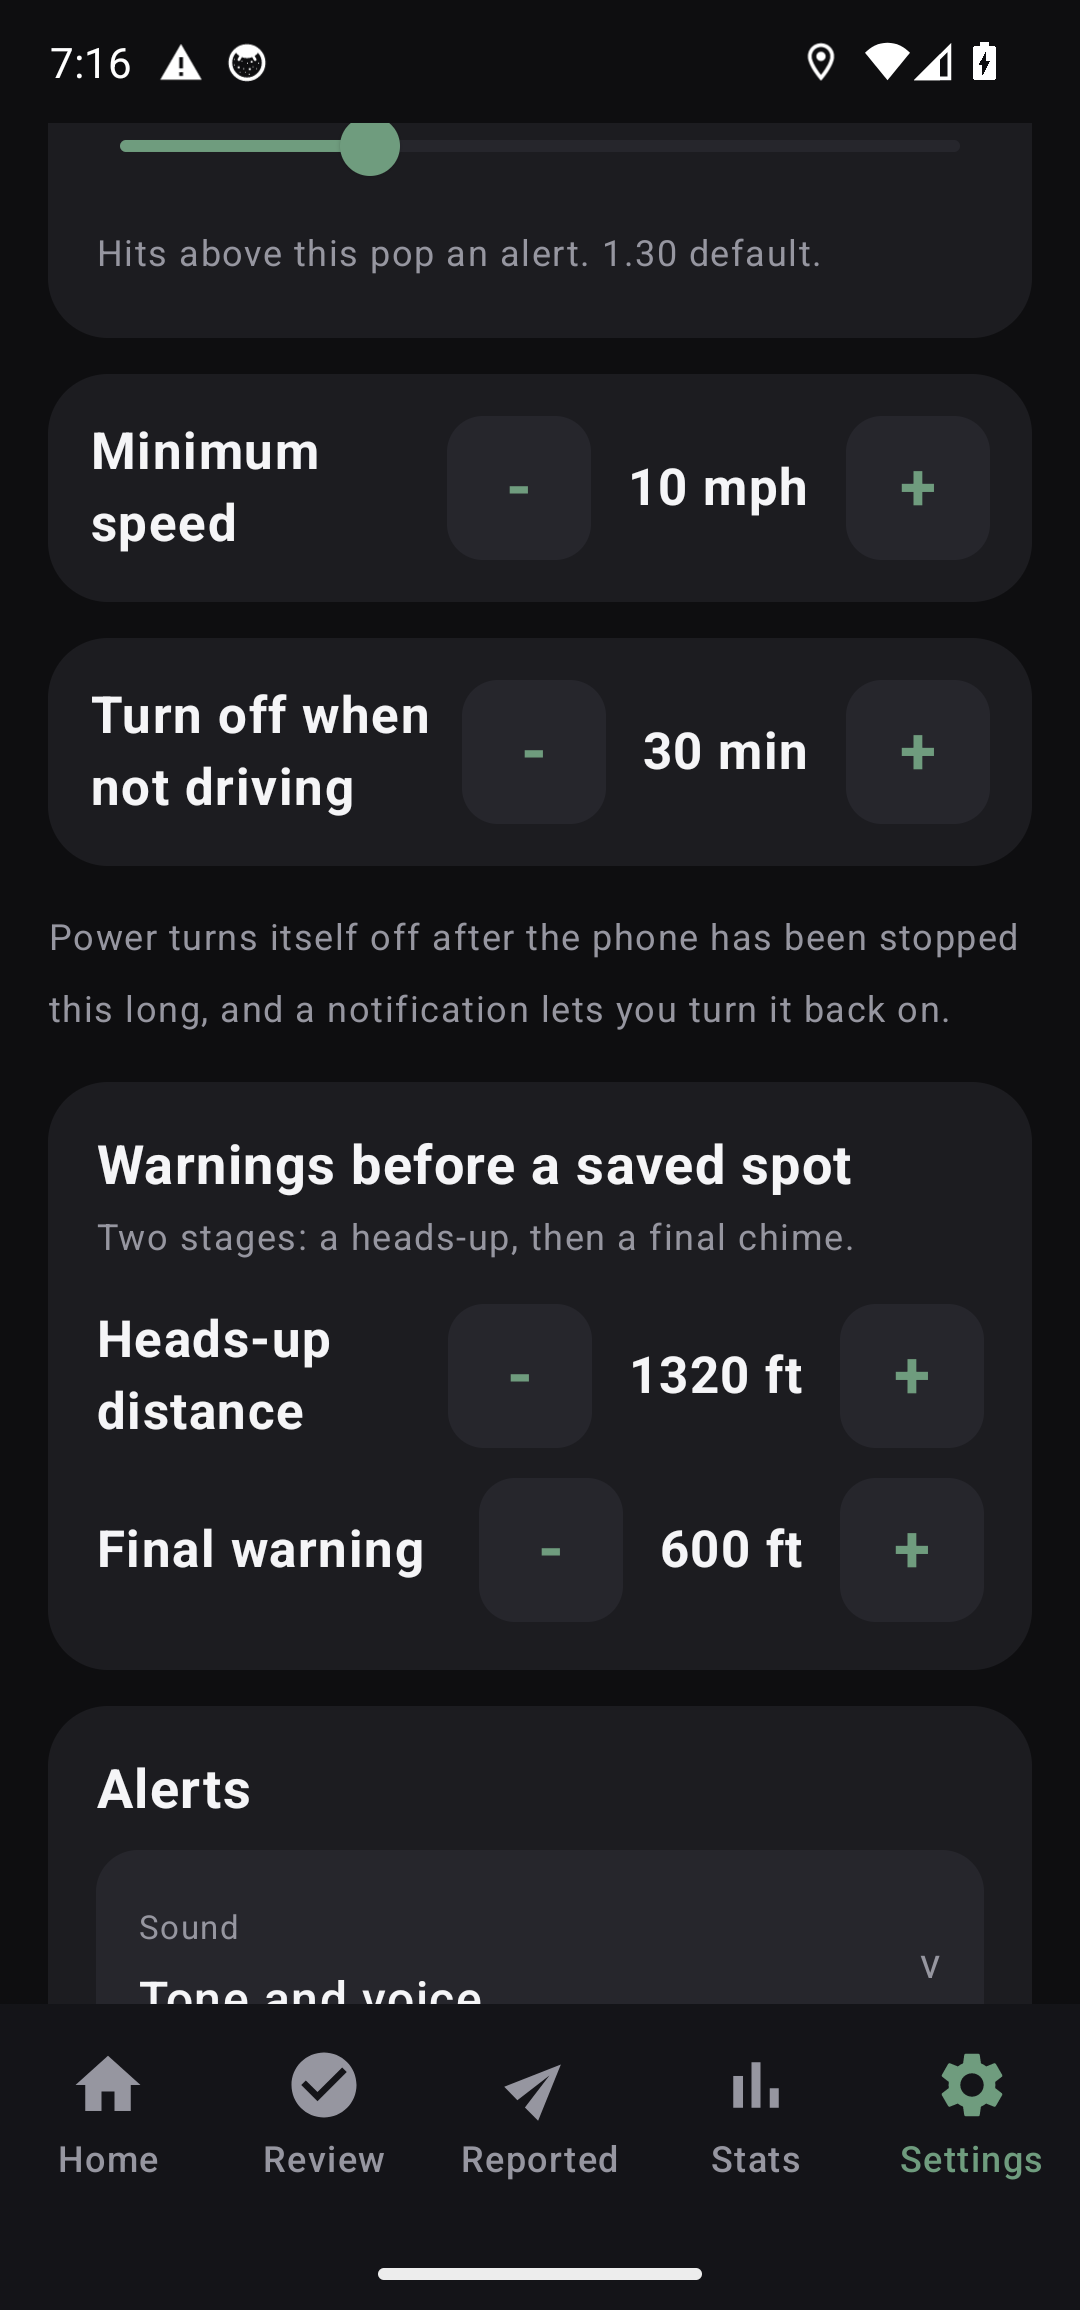 7:16
Hits above this pop an alert. 1.30 default.
Minimum
speed
-
10 mph
+
Turn off when
not driving
-
30 min
+
Power turns itself off after the phone has been stopped
this long, and a notification lets you turn it back on.
Warnings before a saved spot
Two stages: a heads-up, then a final chime.
Heads-up
distance
-
1320 ft
+
Final warning
-
600 ft
+
Alerts
Sound
v
Tone and voice
Home
Review
Reported
Stats
Settings